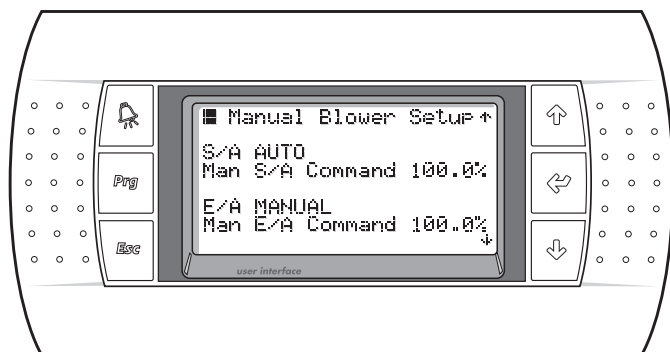 Manual Blower Setup
S/A AUTO
Man S/A Command 100.0%
E/A MANUAL
Man E/A Command 100.0%
Prg
Esc
user interface